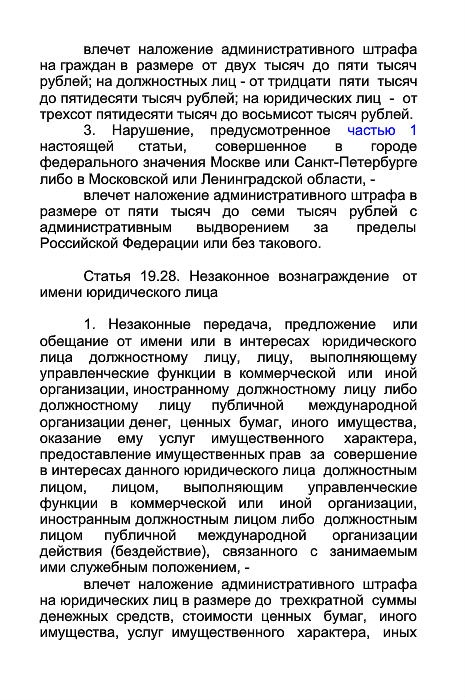 влечет наложение административного штрафа
на граждан в размере от двух тысяч до пяти тысяч
рублей; на должностных лиц - от тридцати пяти тысяч
до пятидесяти тысяч рублей; на юридических лиц - от
трехсот пятидесяти тысяч до восьмисот тысяч рублей.
3. Нарушение, предусмотренное частью 1
настоящей статьи, совершенное в городе
федерального значения Москве или Санкт-Петербурге
либо в Московской или Ленинградской области, -
влечет наложение административного штрафа в
размере от пяти тысяч до семи тысяч рублей с
административным выдворением за пределы
Российской Федерации или без такового.
Статья 19.28. Незаконное вознаграждение от
имени юридического лица
1. Незаконные передача, предложение или
обещание от имени или в интересах юридического
лица должностному лицу, лицу, выполняющему
управленческие функции в коммерческой или иной
организации, иностранному должностному лицу либо
должностному лицу публичной международной
организации денег, ценных бумаг, иного имущества,
оказание ему услуг имущественного характера,
предоставление имущественных прав за совершение
в интересах данного юридического лица должностным
лицом, лицом, выполняющим управленческие
функции в коммерческой или иной организации,
иностранным должностным лицом либо должностным
лицом публичной международной организации
действия (бездействие), связанного с занимаемым
ими служебным положением, -
влечет наложение административного штрафа
на юридических лиц в размере до трехкратной суммы
денежных средств, стоимости ценных бумаг, иного
имущества, услуг имущественного характера, иных